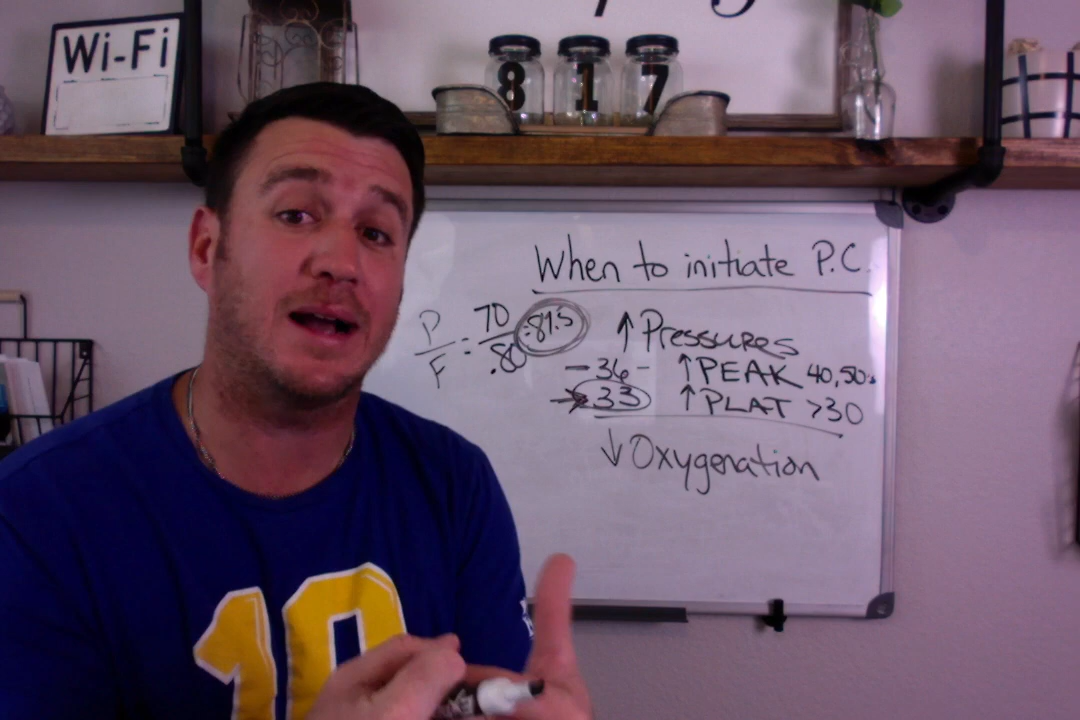 Wi-Fi
8 1 7
When to initiate P.C.
P/F = 70/.80 = 87.5
↑ Pressures
- 36 - ↑ PEAK 40,50s
→ 33 ↑ PLAT >30
↓ Oxygenation
10